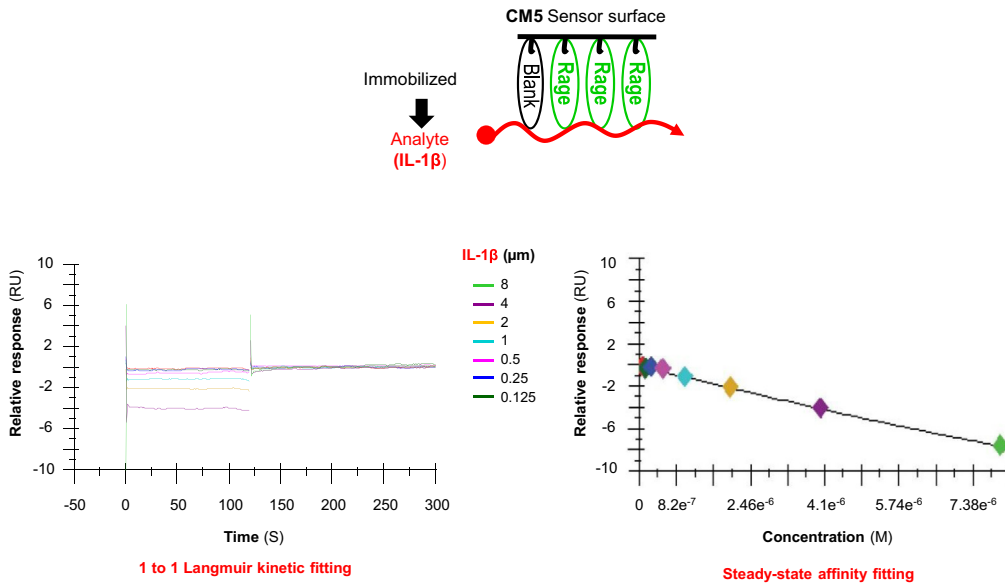 CM5 Sensor surface
Blank
Rage
Rage
Rage
Immobilized
Analyte
(IL-1β)
10
6
2
-2
-6
-10
Relative response (RU)
-50
0
50
100
150
200
250
300
Time (S)
1 to 1 Langmuir kinetic fitting
IL-1β (µm)
8
4
2
1
0.5
0.25
0.125
10
6
2
-2
-6
-10
Relative response (RU)
0
8.2e-7
2.46e-6
4.1e-6
5.74e-6
7.38e-6
Concentration (M)
Steady-state affinity fitting